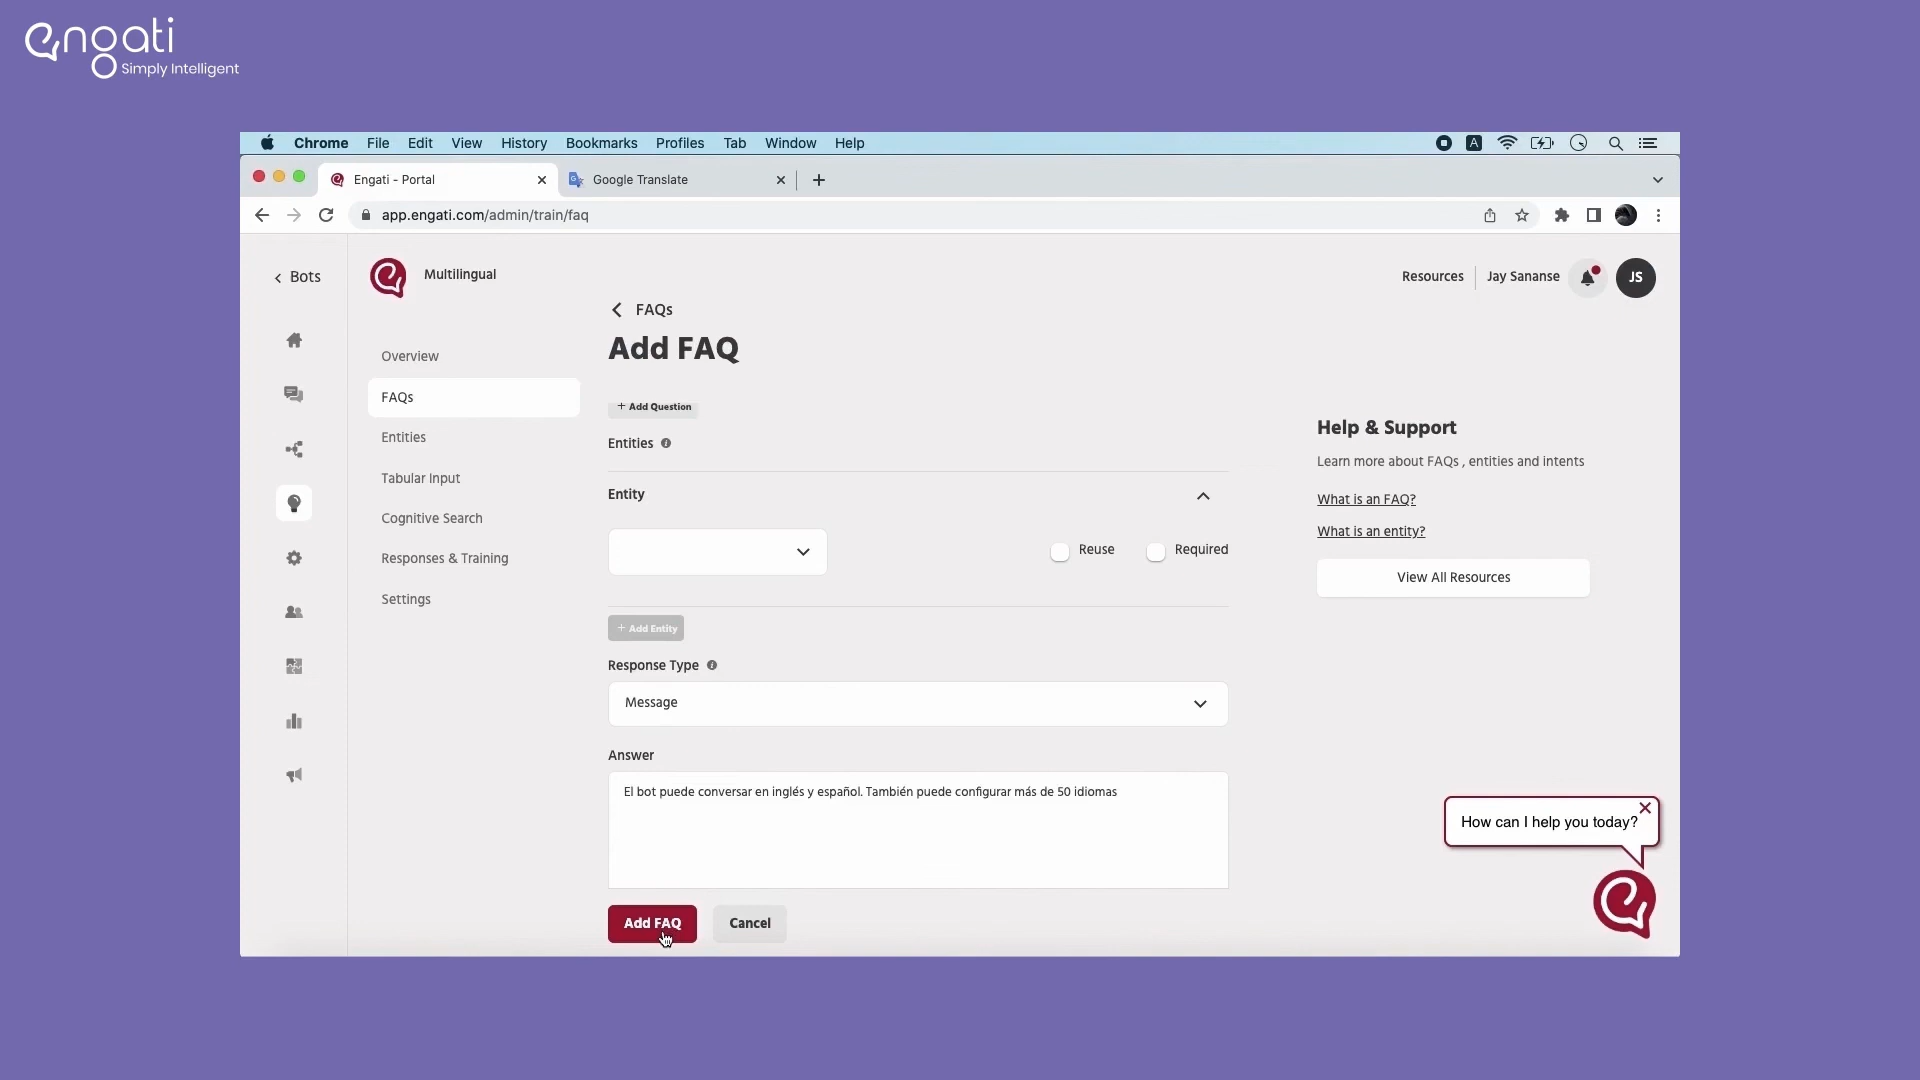 engati
Simply Intelligent
Chrome File Edit View History Bookmarks Profiles Tab Window Help
A
Engati - Portal
Google Translate
app.engati.com/admin/train/faq
Bots
Multilingual
Resources
Jay Sananse
JS
FAQs
Add FAQ
Overview
FAQs
Entities
Tabular Input
Cognitive Search
Responses & Training
Settings
+ Add Question
Entities
Entity
Reuse
Required
+ Add Entity
Response Type
Message
Answer
El bot puede conversar en inglés y español. También puede configurar más de 50 idiomas
Add FAQ
Cancel
Help & Support
Learn more about FAQs , entities and intents
What is an FAQ?
What is an entity?
View All Resources
How can I help you today?